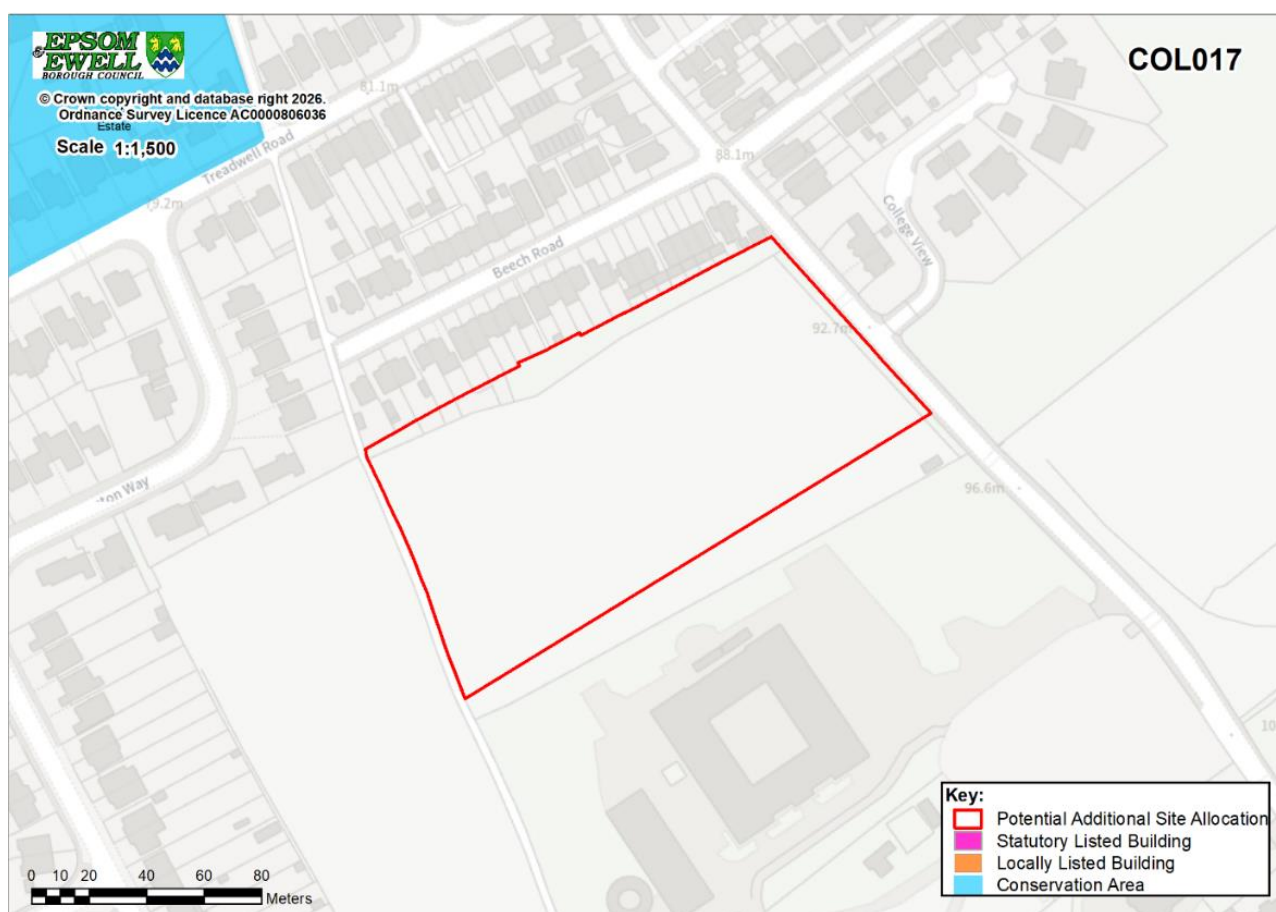 EPSOM
& EWELL
BOROUGH COUNCIL
COL017
© Crown copyright and database right 2026.
Ordnance Survey Licence AC0000806036
Estate
Scale 1:1,500
81.1m
Treadwell Road
79.2m
88.1m
College View
Beech Road
92.7m
ton Way
96.6m
10
Key:
Potential Additional Site Allocation
Statutory Listed Building
Locally Listed Building
Conservation Area
0 10 20 40 60 80
Meters